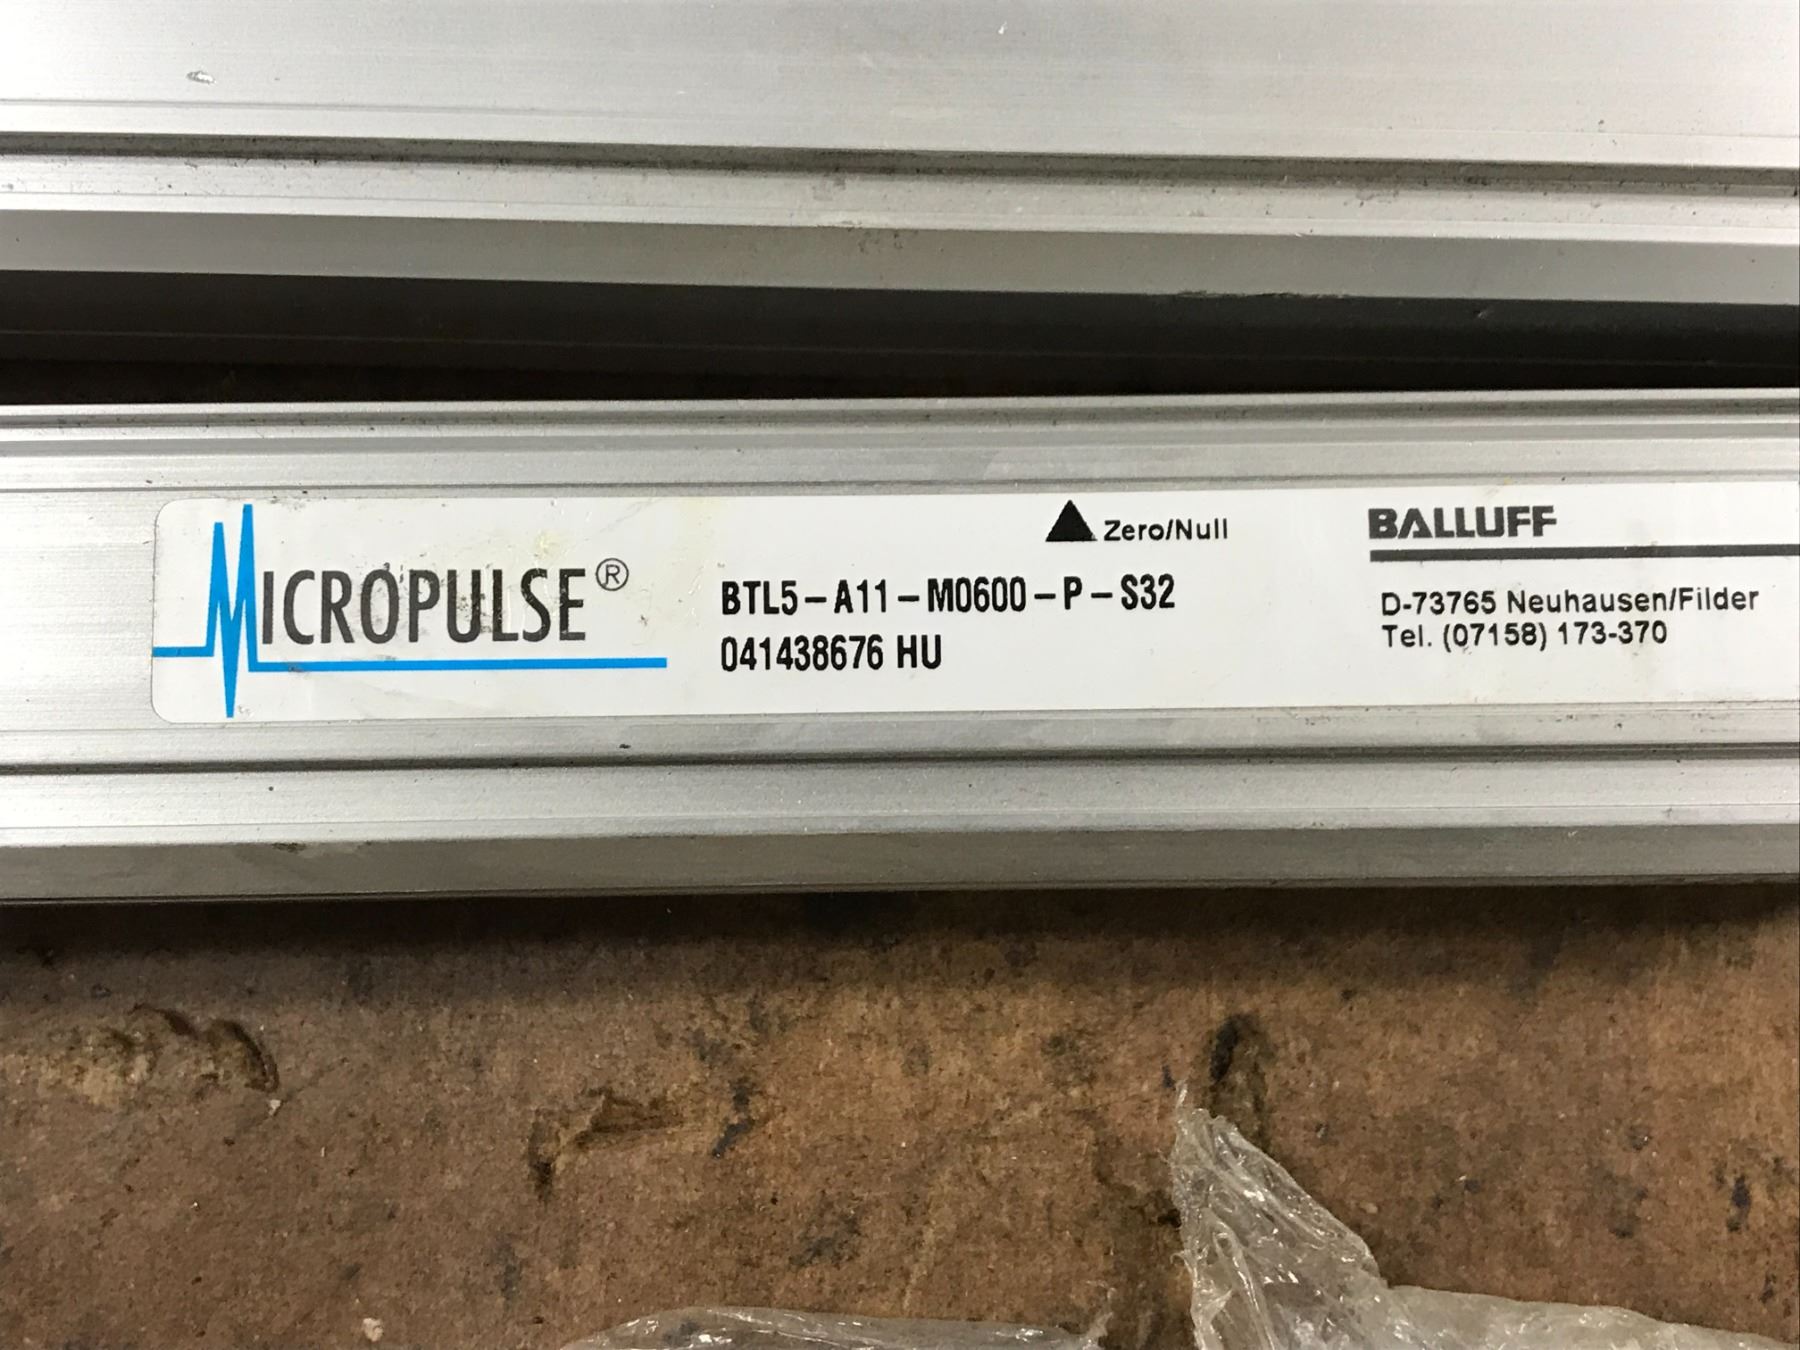 MICROPULSE®
▲ Zero/Null
BTL5-A11-M0600-P-S32
041438676 HU
BALLUFF
D-73765 Neuhausen/Filder
Tel. (07158) 173-370